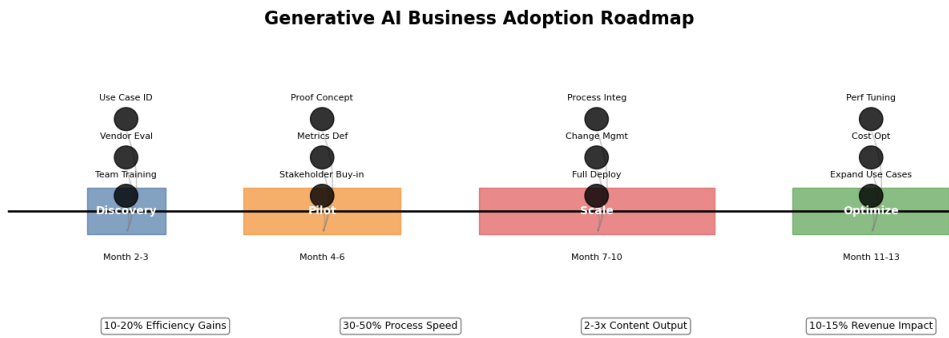 Generative AI Business Adoption Roadmap
Use Case ID
Proof Concept
Process Integ
Perf Tuning
Vendor Eval
Metrics Def
Change Mgmt
Cost Opt
Team Training
Stakeholder Buy-in
Full Deploy
Expand Use Cases
Discovery
Pilot
Scale
Optimize
Month 2-3
Month 4-6
Month 7-10
Month 11-13
10-20% Efficiency Gains
30-50% Process Speed
2-3x Content Output
10-15% Revenue Impact